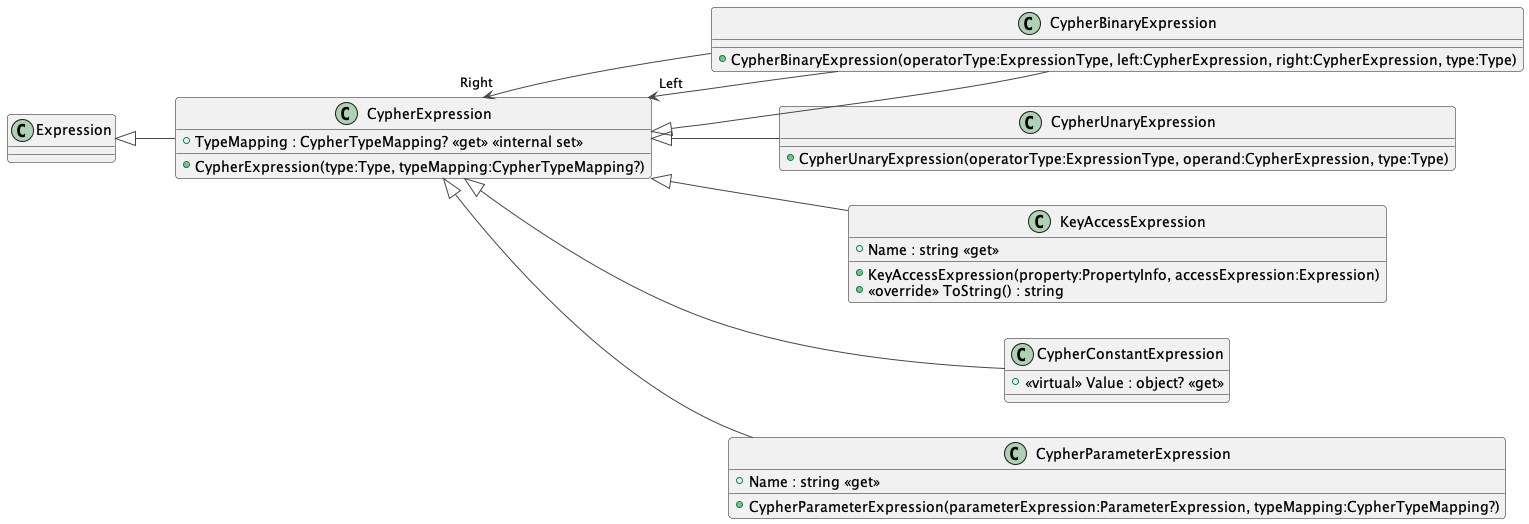 C CypherBinaryExpression
CypherBinaryExpression(operatorType:ExpressionType, left:CypherExpression, right:CypherExpression, type:Type)
Right
Left
C Expression
C CypherExpression
TypeMapping : CypherTypeMapping? «get» «internal set»
CypherExpression(type:Type, typeMapping:CypherTypeMapping?)
C CypherUnaryExpression
CypherUnaryExpression(operatorType:ExpressionType, operand:CypherExpression, type:Type)
C KeyAccessExpression
Name : string «get»
KeyAccessExpression(property:PropertyInfo, accessExpression:Expression)
«override» ToString() : string
C CypherConstantExpression
«virtual» Value : object? «get»
C CypherParameterExpression
Name : string «get»
CypherParameterExpression(parameterExpression:ParameterExpression, typeMapping:CypherTypeMapping?)